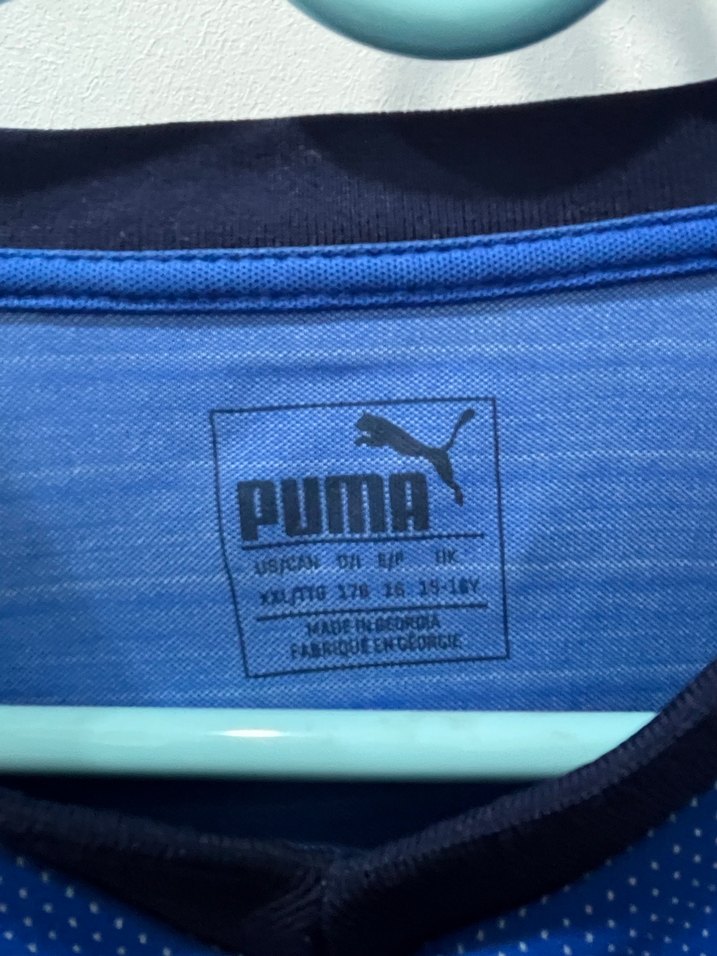 PUMA
US/CAN D/I E/P UK
XXL/TTG 176 16 15-16Y
MADE IN GEORGIA
FABRIQUÉ EN GÉORGIE